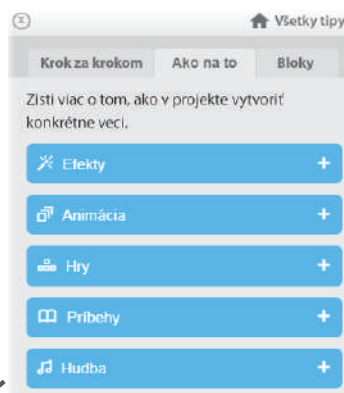 Všetky tipy
Krok za krokom Ako na to Bloky
Zisti viac o tom, ako v projekte vytvoriť
konkrétne veci.
Efekty +
Animácia +
Hry +
Príbehy +
Hudba +